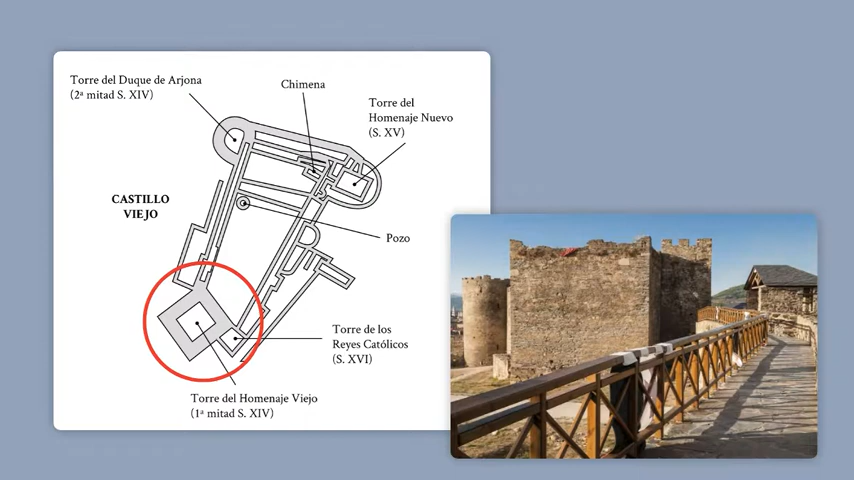 Torre del Duque de Arjona
(2ª mitad S. XIV)
Chimena
Torre del
Homenaje Nuevo
(S. XV)
CASTILLO
VIEJO
Pozo
Torre de los
Reyes Católicos
(S. XVI)
Torre del Homenaje Viejo
(1ª mitad S. XIV)